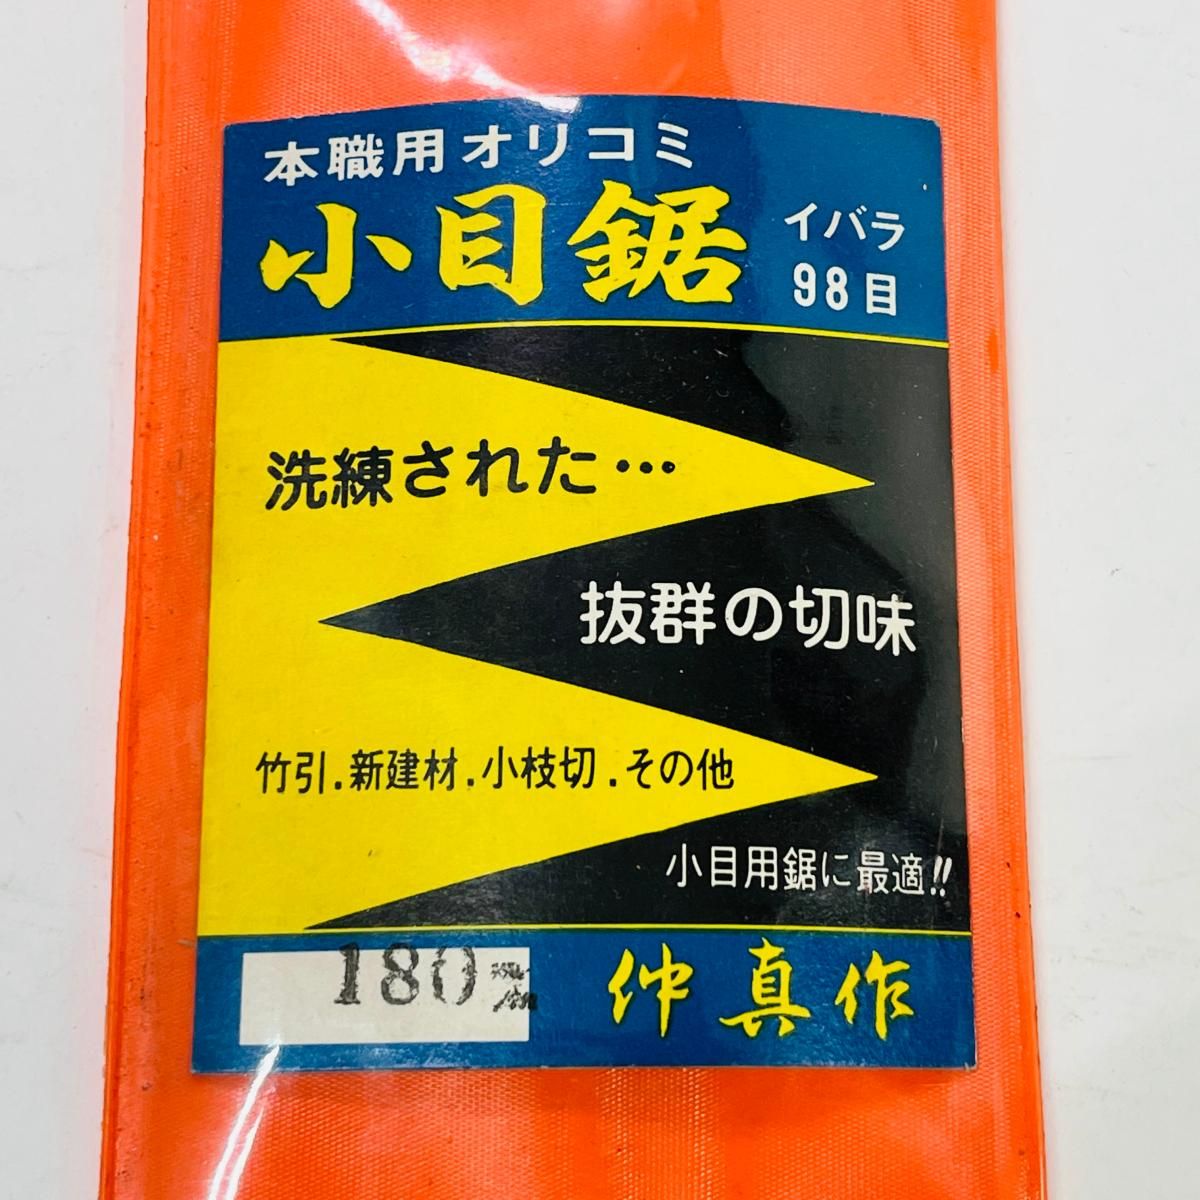 本職用オリコミ
小目鋸
イバラ
98目
洗練された…
抜群の切味
竹引.新建材.小枝切.その他
小目用鋸に最適!!
180m/m
仲真作